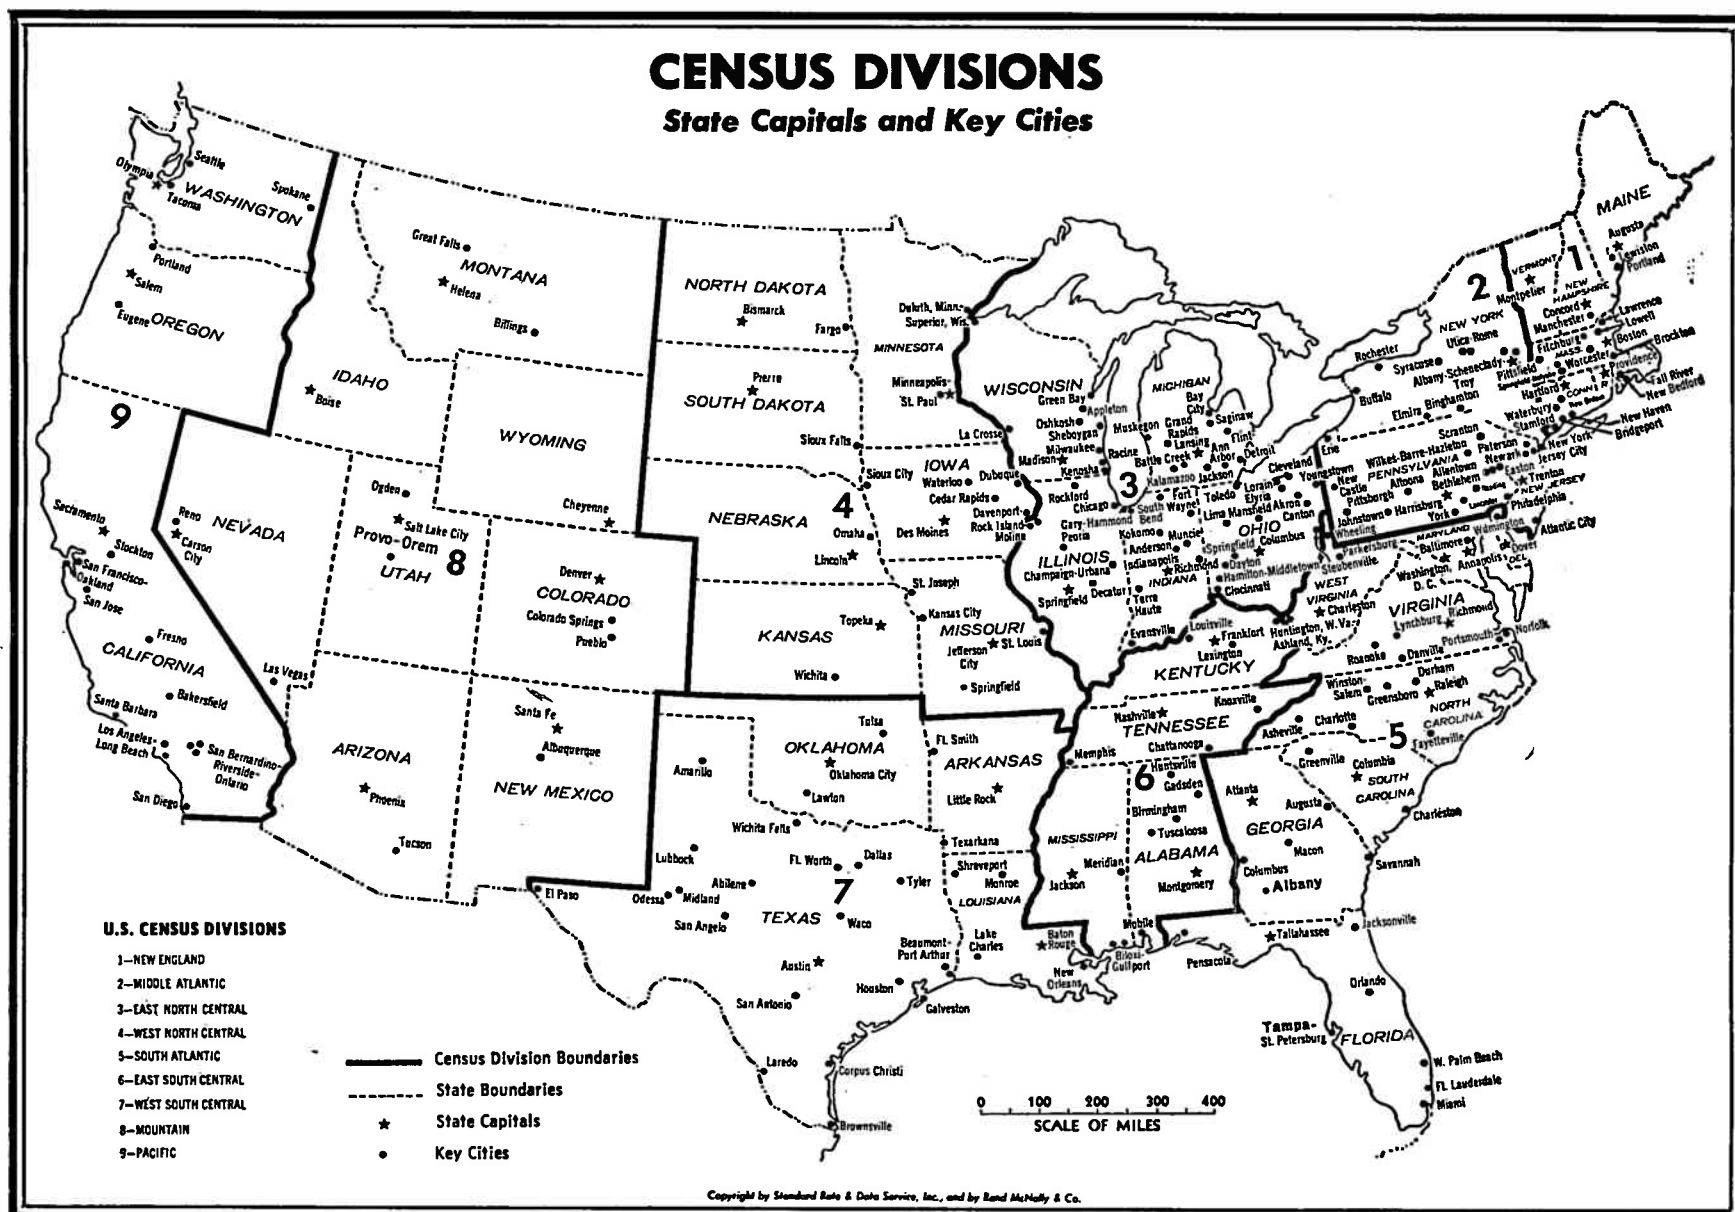 CENSUS DIVISIONS
State Capitals and Key Cities
Seattle
Olympia
Tacoma
WASHINGTON
Spokane
Portland
Salem
Eugene
OREGON
9
Sacramento
Stockton
San Francisco-
Oakland
San Jose
Fresno
CALIFORNIA
Bakersfield
Santa Barbara
Los Angeles-
Long Beach
San Bernardino-
Riverside-
Ontario
San Diego
Reno
Carson
City
NEVADA
Las Vegas
Great Falls
MONTANA
Helena
Billings
IDAHO
Boise
WYOMING
Cheyenne
Ogden
Salt Lake City
Provo-Orem
UTAH
8
Denver
COLORADO
Colorado Springs
Pueblo
ARIZONA
Phoenix
Tucson
Santa Fe
Albuquerque
NEW MEXICO
NORTH DAKOTA
Bismarck
Fargo
Pierre
SOUTH DAKOTA
Sioux Falls
NEBRASKA
4
Omaha
Lincoln
KANSAS
Topeka
Wichita
Duluth, Minn.-
Superior, Wis.
MINNESOTA
Minneapolis-
St. Paul
Sioux City
IOWA
Waterloo
Dubuque
Cedar Rapids
Davenport-
Rock Island-
Moline
Des Moines
St. Joseph
Kansas City
MISSOURI
Jefferson
City
St. Louis
Springfield
Tulsa
OKLAHOMA
Oklahoma City
Lawton
Ft. Smith
ARKANSAS
Little Rock
Amarillo
Wichita Falls
Lubbock
Ft. Worth
Dallas
Abilene
Tyler
Odessa
Midland
San Angelo
TEXAS
7
Waco
El Paso
Austin
San Antonio
Houston
Beaumont-
Port Arthur
Galveston
Laredo
Corpus Christi
Brownsville
Texarkana
Shreveport
Monroe
LOUISIANA
Lake
Charles
Baton
Rouge
New
Orleans
La Crosse
WISCONSIN
Green Bay
Appleton
Oshkosh
Sheboygan
Milwaukee
Madison
Racine
Kenosha
MICHIGAN
Bay
City
Saginaw
Muskegon
Grand
Rapids
Lansing
Flint
Battle Creek
Ann
Arbor
Detroit
Kalamazoo
Jackson
3
Rockford
Chicago
Gary-Hammond
Peoria
ILLINOIS
Champaign-Urbana
Decatur
Springfield
South
Bend
Fort
Wayne
Kokomo
Muncie
Anderson
Indianapolis
Richmond
INDIANA
Terre
Haute
Evansville
Toledo
Lorain
Elyria
Cleveland
Akron
Youngstown
Lima
Mansfield
Canton
OHIO
Springfield
Columbus
Dayton
Hamilton-Middletown
Cincinnati
Steubenville
Wheeling
Parkersburg
WEST
VIRGINIA
Charleston
Huntington, W. Va.-
Ashland, Ky.
Louisville
Frankfort
Lexington
KENTUCKY
Nashville
Knoxville
TENNESSEE
Memphis
Chattanooga
6
Huntsville
Gadsden
Birmingham
Tuscaloosa
ALABAMA
Montgomery
Mobile
MISSISSIPPI
Meridian
Jackson
Biloxi-
Gulfport
MAINE
Augusta
Lewiston
Portland
1
VERMONT
Montpelier
NEW
HAMPSHIRE
Concord
Manchester
Lawrence
Lowell
Boston
Brockton
Fitchburg
MASS.
Worcester
Pittsfield
Providence
Fall River
New Bedford
Hartford
CONN.
R I
Waterbury
Stamford
New Haven
Bridgeport
2
NEW YORK
Utica-Rome
Rochester
Syracuse
Albany-Schenectady-
Troy
Buffalo
Elmira
Binghamton
Erie
Scranton
Wilkes-Barre-Hazleton
PENNSYLVANIA
Allentown
Bethlehem
Easton
New
Castle
Pittsburgh
Altoona
Johnstown
Harrisburg
York
Paterson
Newark
New York
Jersey City
Trenton
NEW JERSEY
Philadelphia
Wilmington
Atlantic City
MARYLAND
Baltimore
Annapolis
Dover
DEL.
Washington,
D. C.
VIRGINIA
Richmond
Lynchburg
Portsmouth
Norfolk
Roanoke
Danville
Winston-
Salem
Greensboro
Durham
Raleigh
NORTH
CAROLINA
Asheville
Charlotte
5
Fayetteville
Greenville
Columbia
SOUTH
CAROLINA
Charleston
Atlanta
Augusta
GEORGIA
Macon
Columbus
Albany
Savannah
Tallahassee
Jacksonville
Pensacola
Orlando
Tampa-
St. Petersburg
FLORIDA
W. Palm Beach
Ft. Lauderdale
Miami
U.S. CENSUS DIVISIONS
1—NEW ENGLAND
2—MIDDLE ATLANTIC
3—EAST NORTH CENTRAL
4—WEST NORTH CENTRAL
5—SOUTH ATLANTIC
6—EAST SOUTH CENTRAL
7—WEST SOUTH CENTRAL
8—MOUNTAIN
9—PACIFIC
Census Division Boundaries
State Boundaries
State Capitals
Key Cities
0 100 200 300 400
SCALE OF MILES
Copyright by Standard Rate & Data Service, Inc., and by Rand McNally & Co.